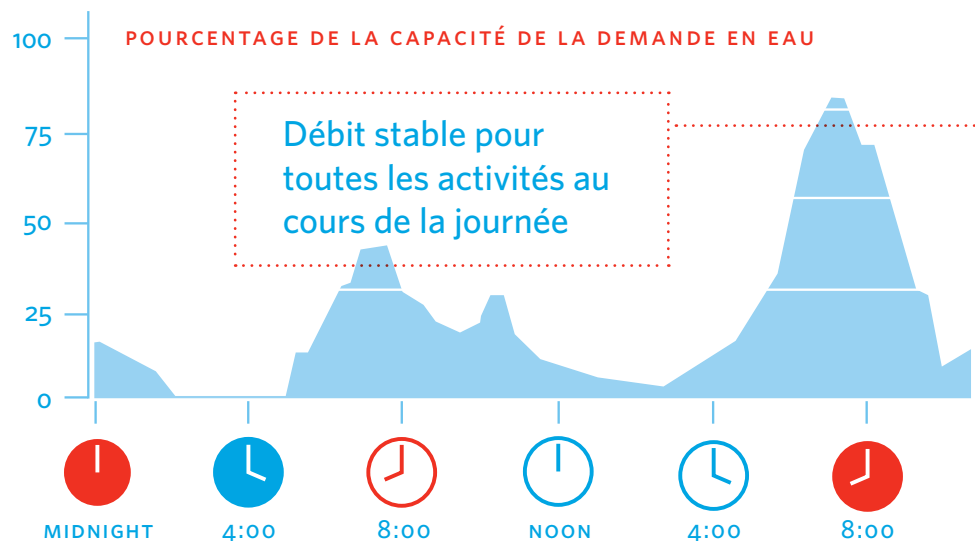 100
POURCENTAGE DE LA CAPACITÉ DE LA DEMANDE EN EAU
Débit stable pour
toutes les activités au
cours de la journée
75
50
25
0
MIDNIGHT 4:00 8:00 NOON 4:00 8:00